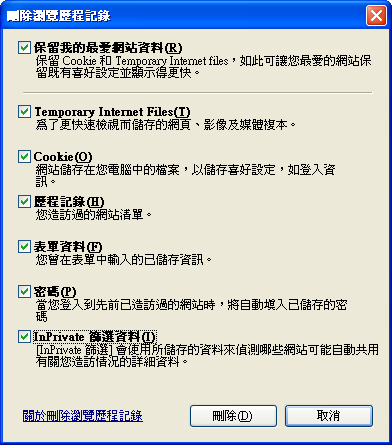 刪除瀏覽歷程記錄
保留我的最愛網站資料(R)
保留 Cookie 和 Temporary Internet files，如此可讓您最愛的網站保
留既有喜好設定並顯示得更快。
Temporary Internet Files(T)
為了更快速檢視而儲存的網頁、影像及媒體複本。
Cookie(O)
網站儲存在您電腦中的檔案，以儲存喜好設定，如登入資
訊。
歷程記錄(H)
您造訪過的網站清單。
表單資料(F)
您曾在表單中輸入的已儲存資訊。
密碼(P)
當您登入到先前已造訪過的網站時，將自動填入已儲存的密
碼
InPrivate 篩選資料(I)
[InPrivate 篩選] 會使用所儲存的資料來偵測哪些網站可能自動共用
有關您造訪情況的詳細資料。
關於刪除瀏覽歷程記錄
刪除(D)
取消